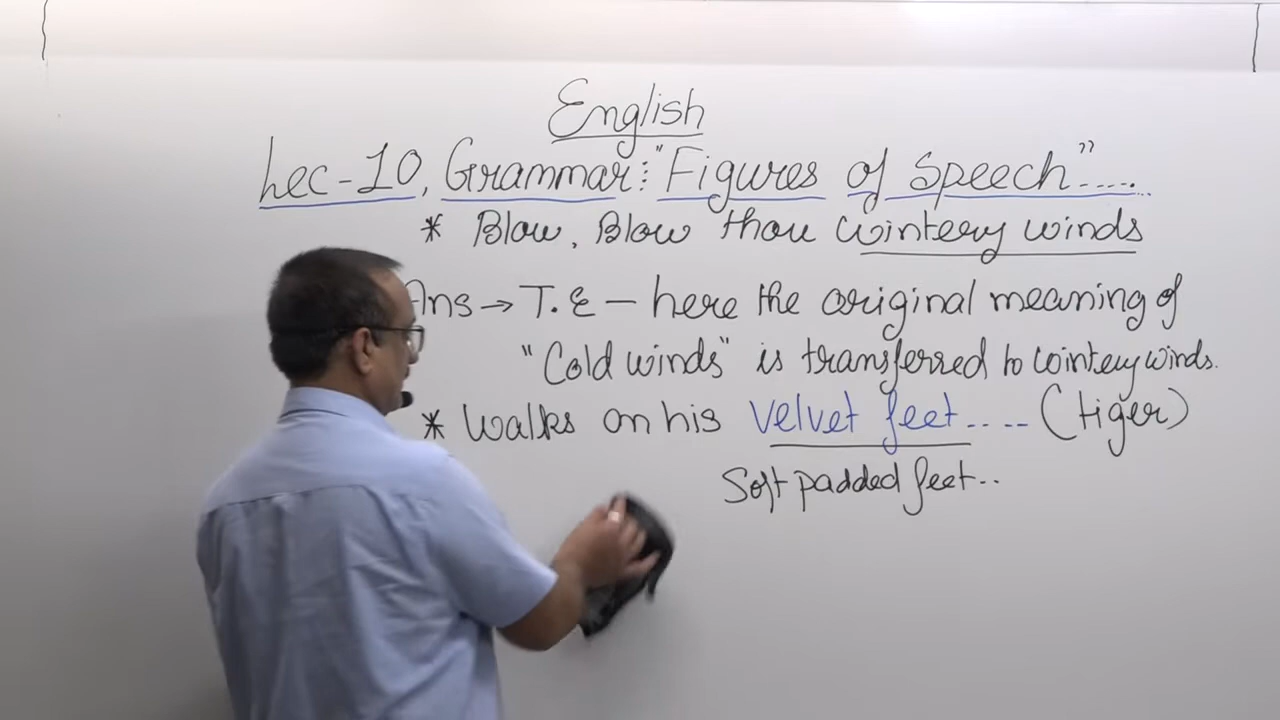 English
Lec-10, Grammar: "Figures of Speech".....
* Blow, Blow thou wintery winds
Ans → T.E – here the original meaning of
"Cold winds" is transferred to wintery winds.
* Walks on his velvet feet.... (tiger)
Soft padded feet..